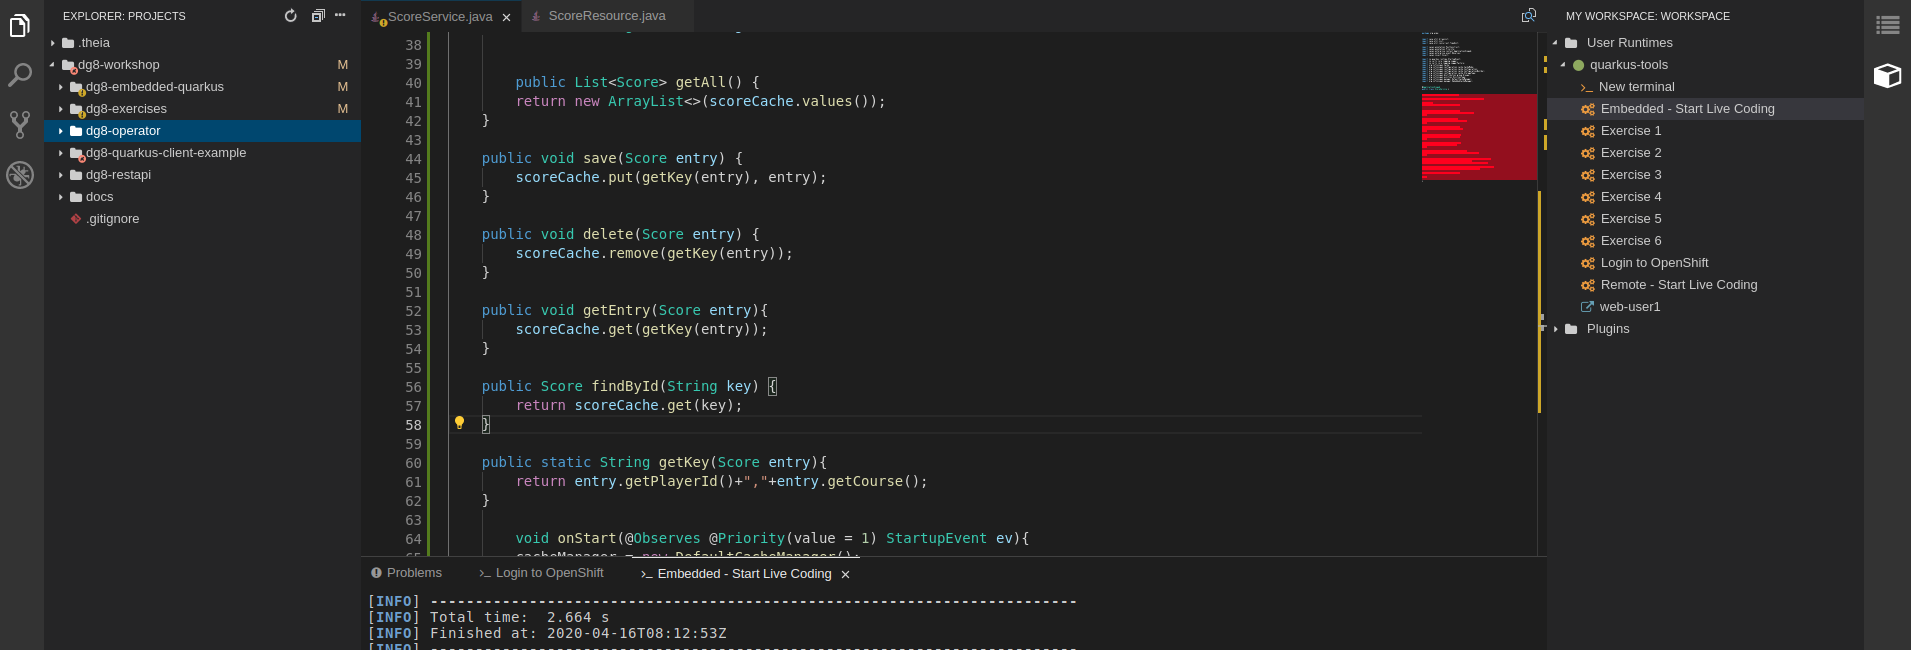 EXPLORER: PROJECTS
.theia
dg8-workshop M
dg8-embedded-quarkus M
dg8-exercises M
dg8-operator
dg8-quarkus-client-example
dg8-restapi
docs
.gitignore
ScoreService.java
ScoreResource.java
38
39
40 public List<Score> getAll() {
41 return new ArrayList<>(scoreCache.values());
42 }
43
44 public void save(Score entry) {
45 scoreCache.put(getKey(entry), entry);
46 }
47
48 public void delete(Score entry) {
49 scoreCache.remove(getKey(entry));
50 }
51
52 public void getEntry(Score entry){
53 scoreCache.get(getKey(entry));
54 }
55
56 public Score findById(String key) {
57 return scoreCache.get(key);
58 }
59
60 public static String getKey(Score entry){
61 return entry.getPlayerId()+","+entry.getCourse();
62 }
63
64 void onStart(@Observes @Priority(value = 1) StartupEvent ev){
65 cacheManager = new DefaultCacheManager();
Problems
Login to OpenShift
Embedded - Start Live Coding
[INFO] ------------------------------------------------------------------------
[INFO] Total time:  2.664 s
[INFO] Finished at: 2020-04-16T08:12:53Z
[INFO] ------------------------------------------------------------------------
MY WORKSPACE: WORKSPACE
User Runtimes
quarkus-tools
New terminal
Embedded - Start Live Coding
Exercise 1
Exercise 2
Exercise 3
Exercise 4
Exercise 5
Exercise 6
Login to OpenShift
Remote - Start Live Coding
web-user1
Plugins